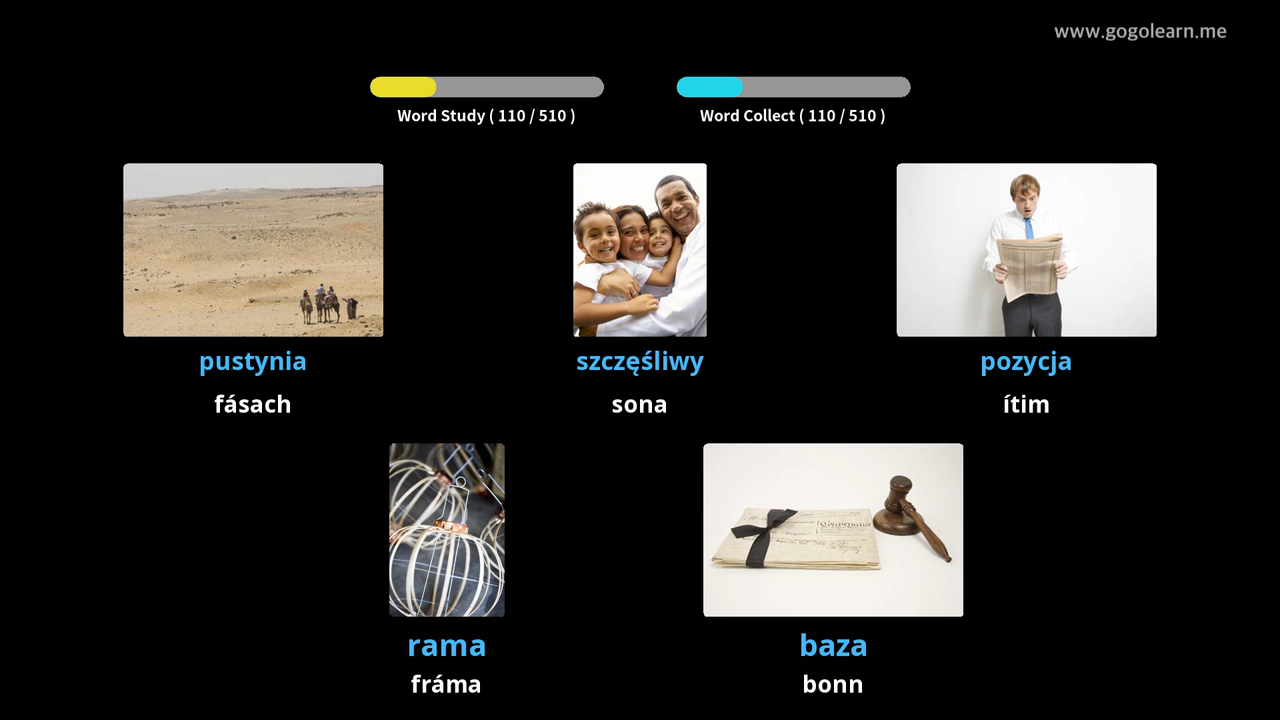 www.gogolearn.me
Word Study ( 110 / 510 )
Word Collect ( 110 / 510 )
pustynia
fásach
szczęśliwy
sona
pozycja
ítim
rama
fráma
baza
bonn